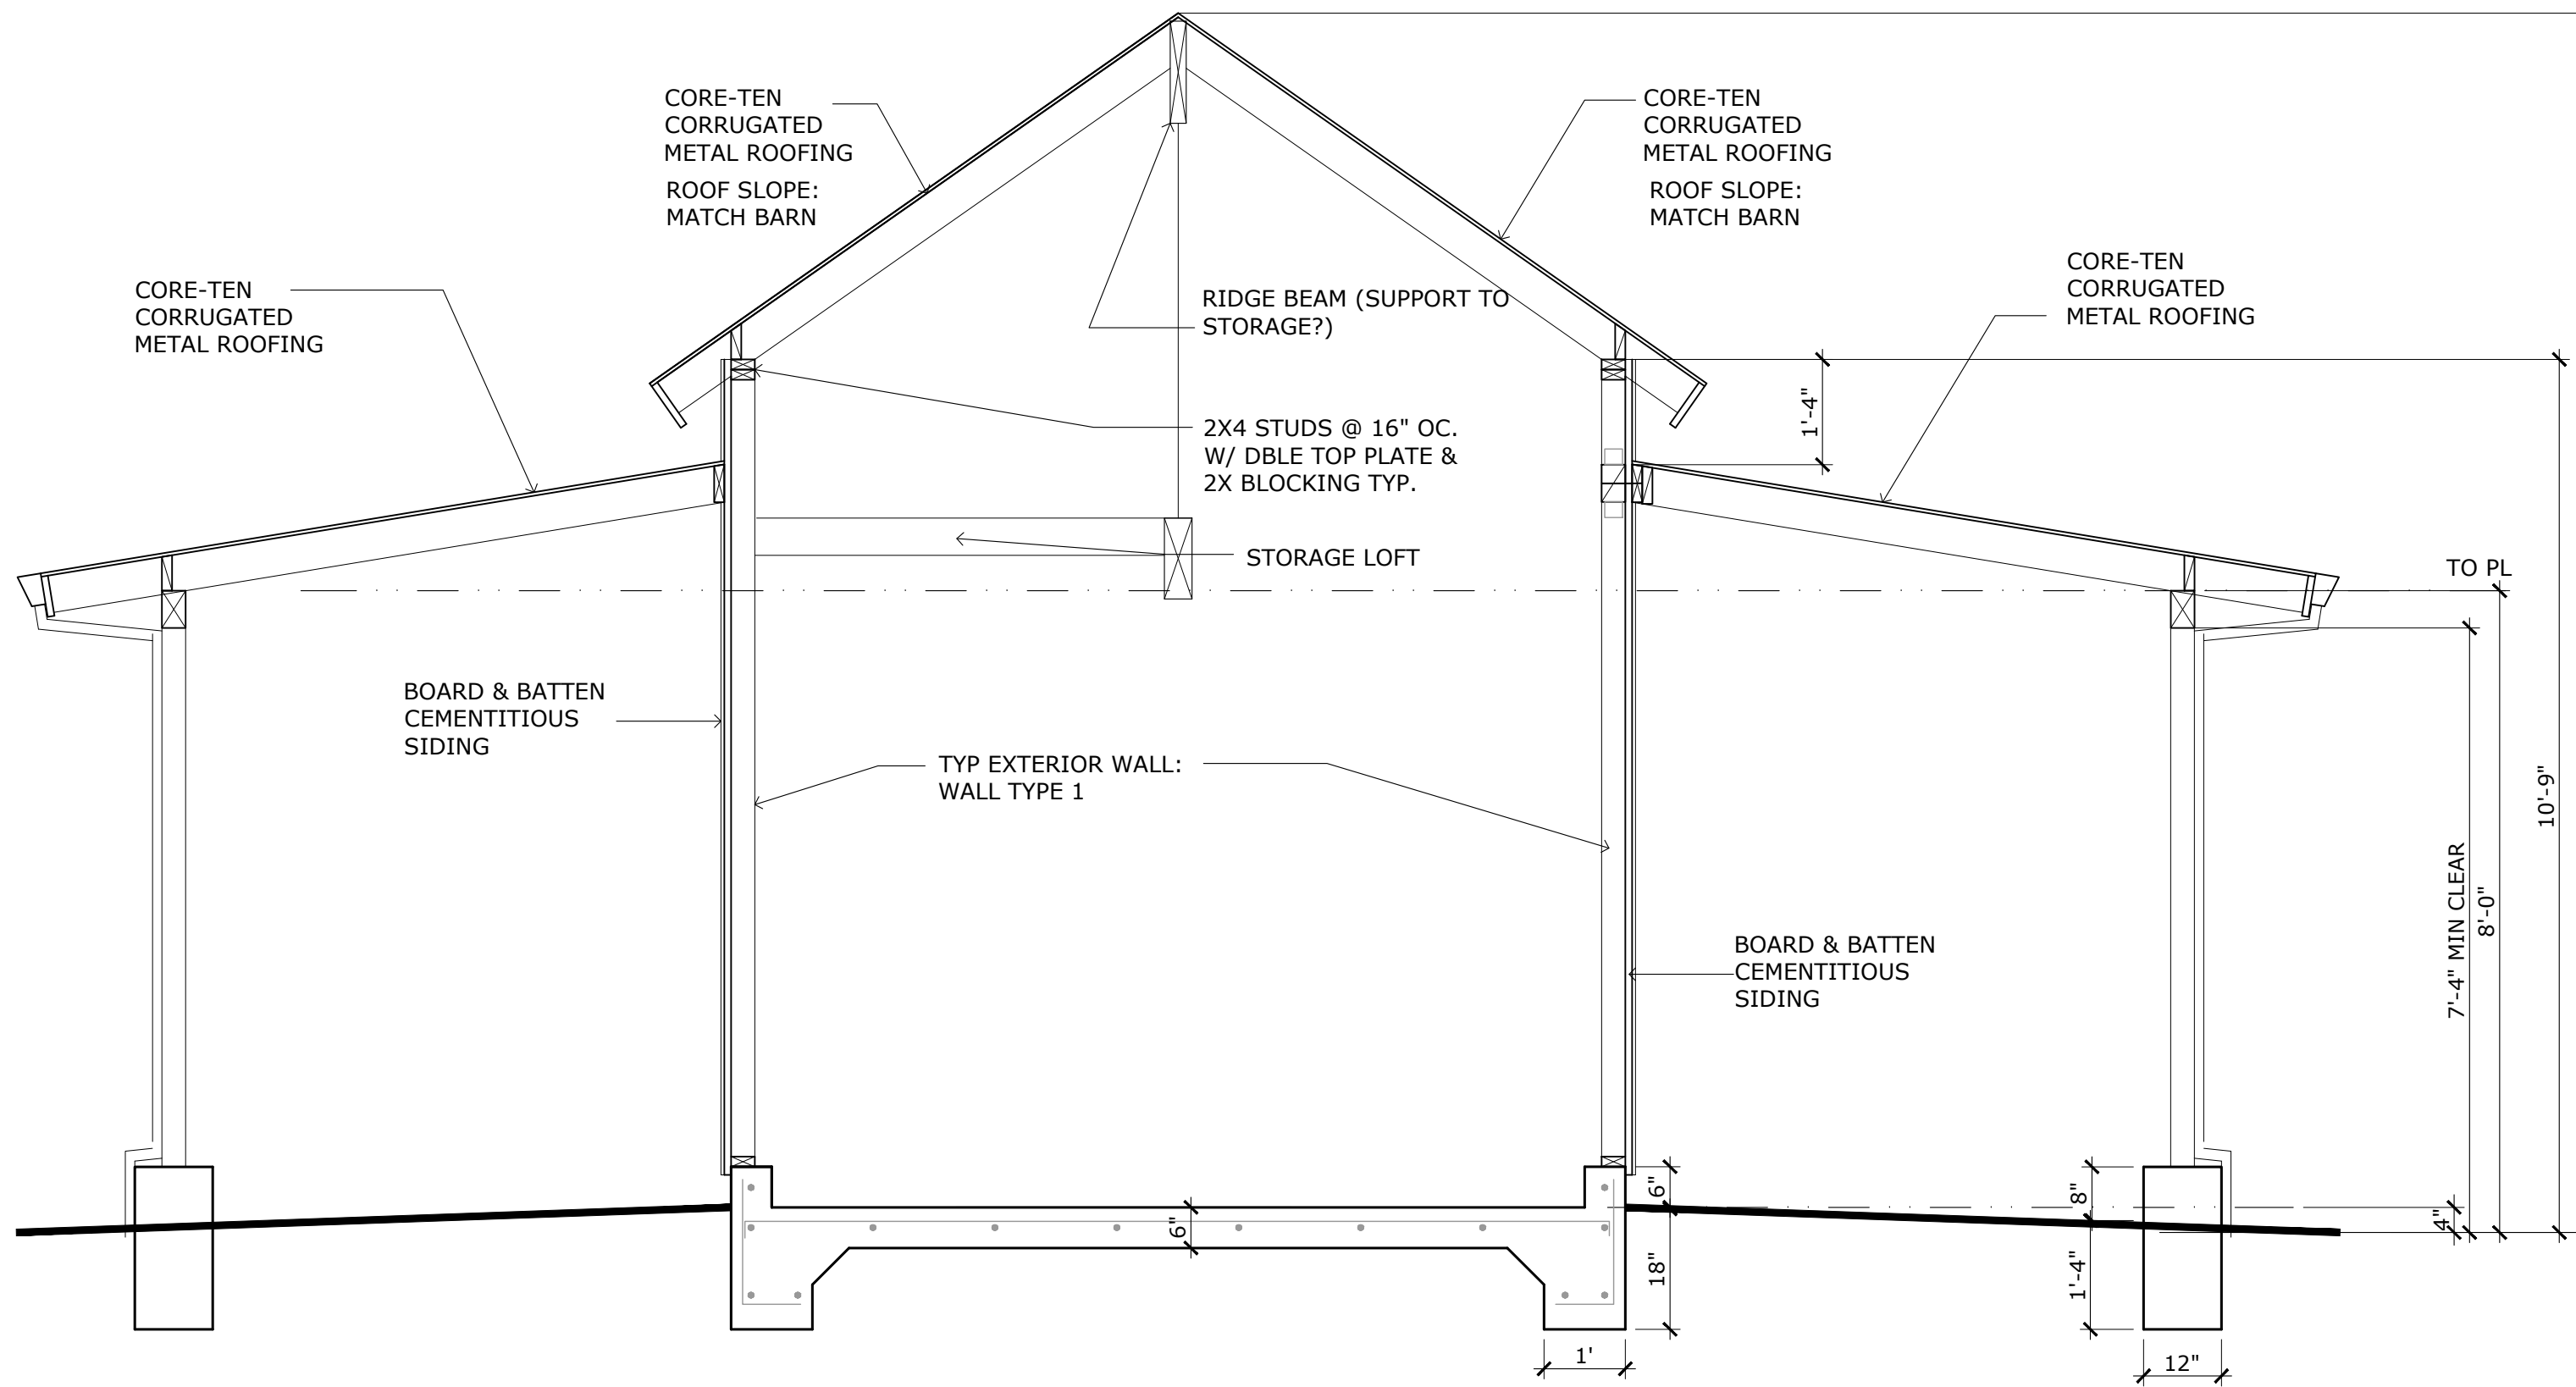 CORE-TEN
CORRUGATED
METAL ROOFING
ROOF SLOPE:
MATCH BARN
CORE-TEN
CORRUGATED
METAL ROOFING
ROOF SLOPE:
MATCH BARN
CORE-TEN
CORRUGATED
METAL ROOFING
CORE-TEN
CORRUGATED
METAL ROOFING
RIDGE BEAM (SUPPORT TO
STORAGE?)
1'-4"
2X4 STUDS @ 16" OC.
W/ DBLE TOP PLATE &
2X BLOCKING TYP.
STORAGE LOFT
TO PL
BOARD & BATTEN
CEMENTITIOUS
SIDING
TYP EXTERIOR WALL:
WALL TYPE 1
10'-9"
7'-4" MIN CLEAR
8'-0"
BOARD & BATTEN
CEMENTITIOUS
SIDING
6"
6"
18"
8"
4"
1'-4"
1'
12"